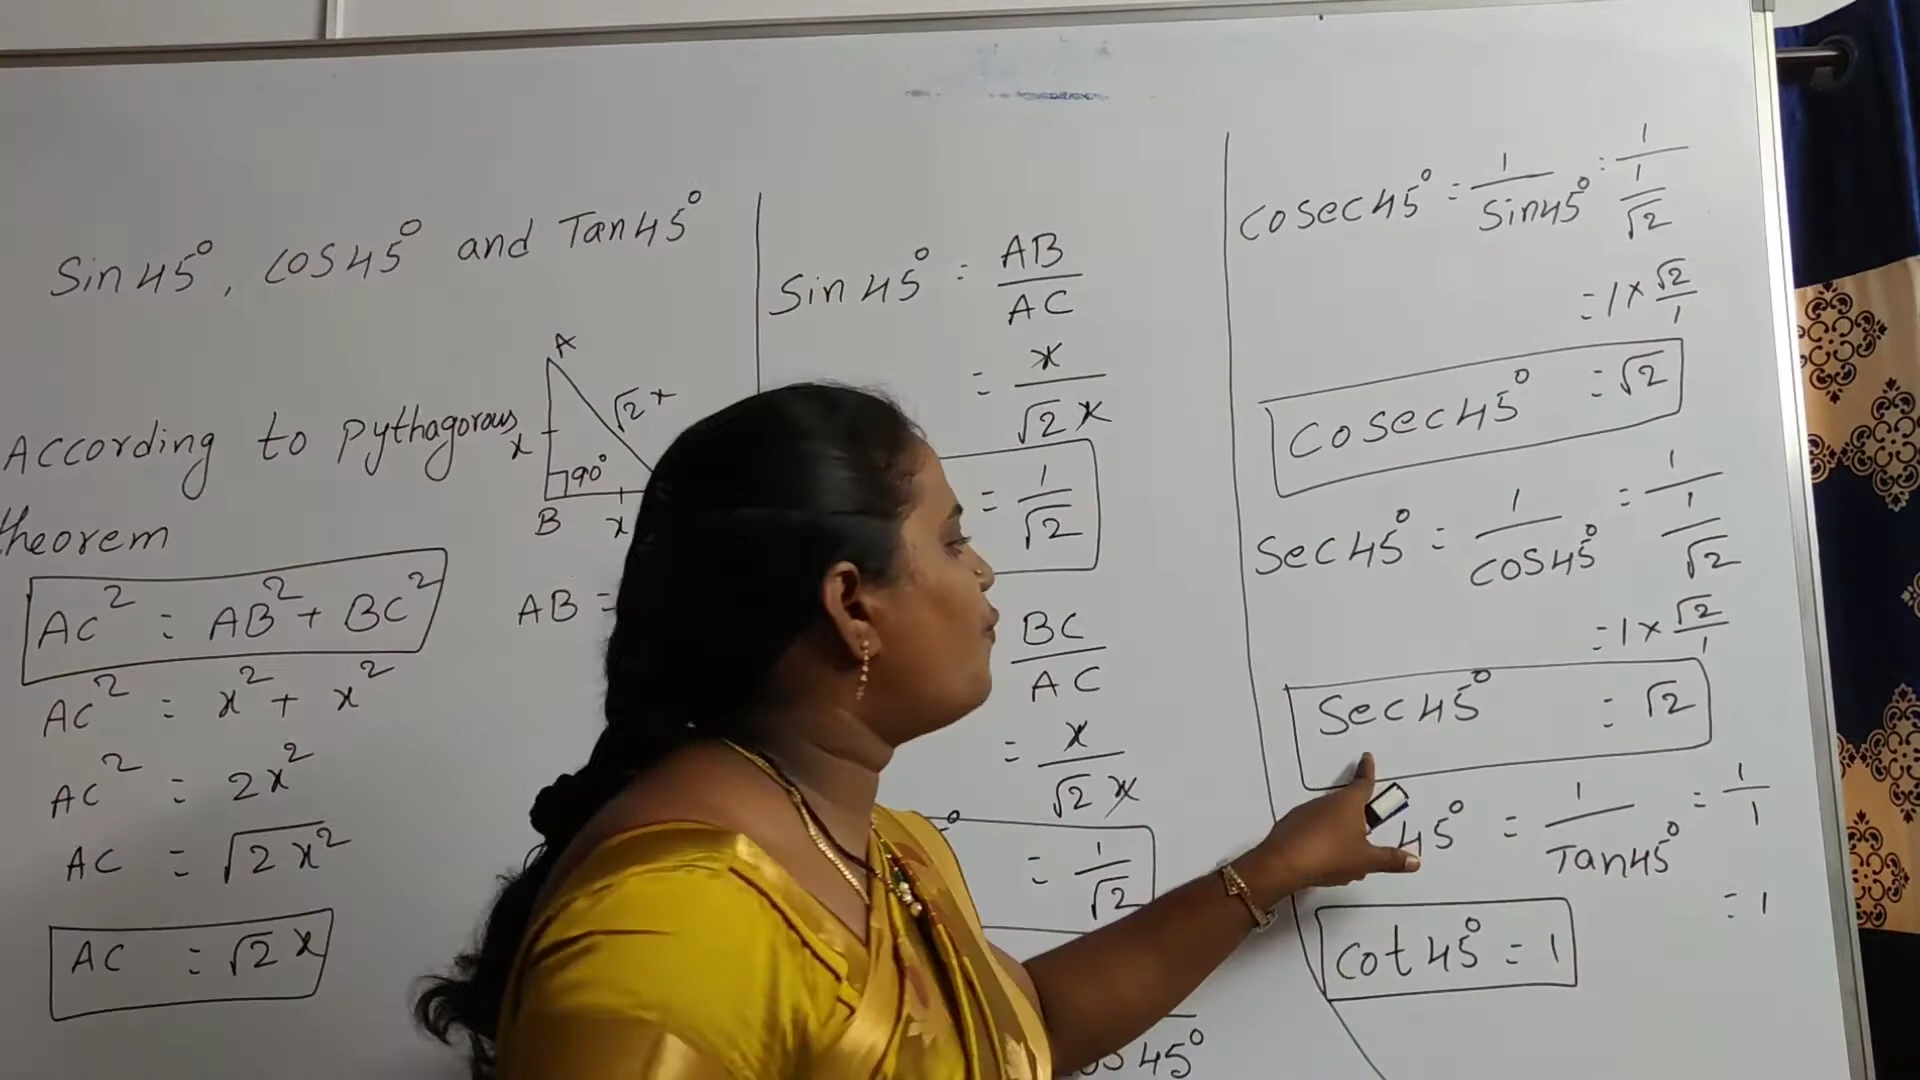 Sin 45°, cos 45° and Tan 45°
A
√2 x
x
90°
B
x
According to pythagorous
theorem
AC² = AB² + BC²
AC² = x² + x²
AC² = 2x²
AC = √2x²
AC = √2 x
AB =
Sin 45° = AB/AC
= x/√2 x
= 1/√2
BC/AC
= x/√2 x
= 1/√2
45°
cosec 45° = 1/Sin 45° = 1/(1/√2)
= 1 × √2/1
cosec 45° = √2
Sec 45° = 1/cos 45° = 1/(1/√2)
= 1 × √2/1
Sec 45° = √2
45° = 1/Tan 45° = 1/1
= 1
cot 45° = 1